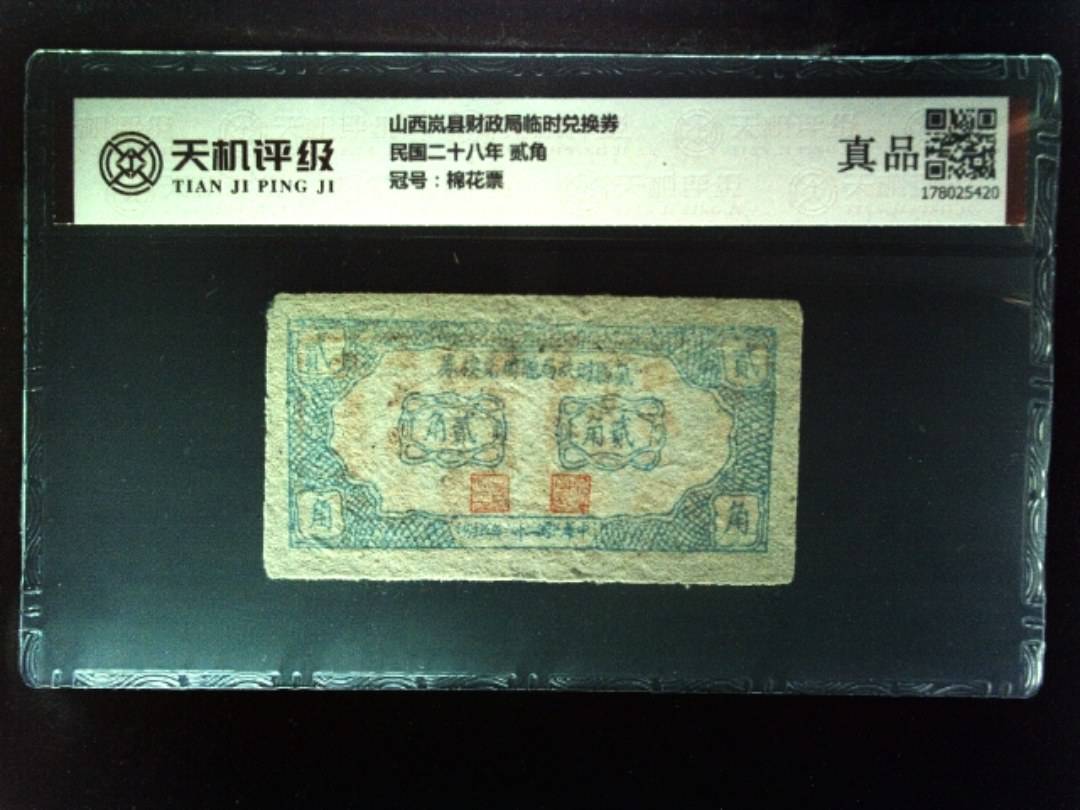 天机评级
TIAN JI PING JI
山西岚县财政局临时兑换券
民国二十八年 贰角
冠号：棉花票
真品
178025420
贰
贰
角贰
角贰
角
角